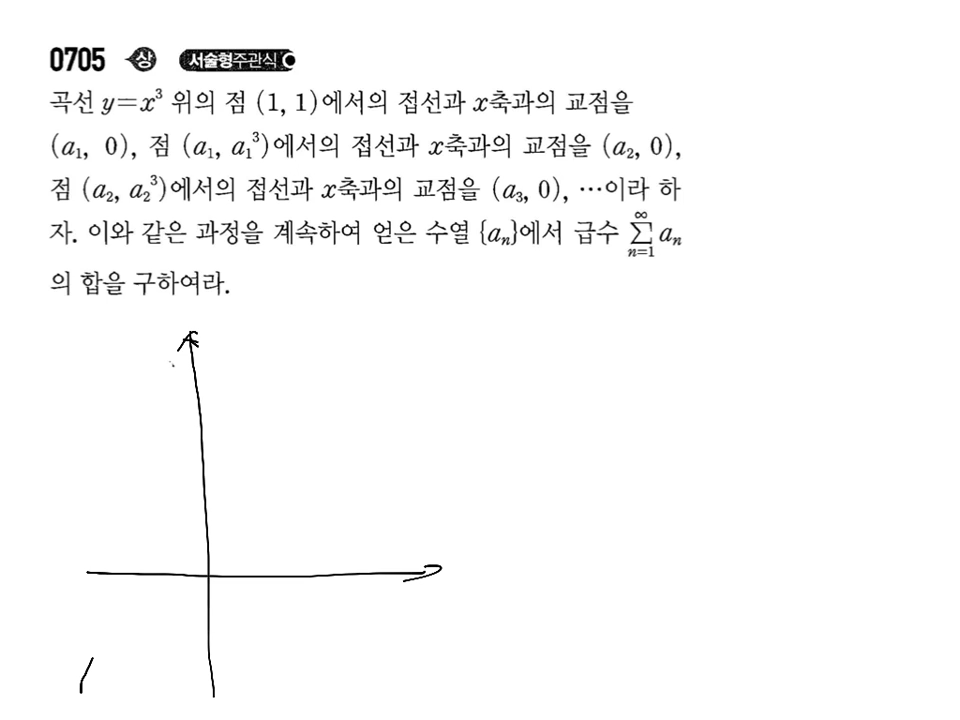 0705 상 서술형주관식
곡선 y=x³ 위의 점 (1, 1)에서의 접선과 x축과의 교점을
(a₁, 0), 점 (a₁, a₁³)에서의 접선과 x축과의 교점을 (a₂, 0),
점 (a₂, a₂³)에서의 접선과 x축과의 교점을 (a₃, 0), ⋯이라 하
자. 이와 같은 과정을 계속하여 얻은 수열 {aₙ}에서 급수 ∞∑n=1 aₙ
의 합을 구하여라.